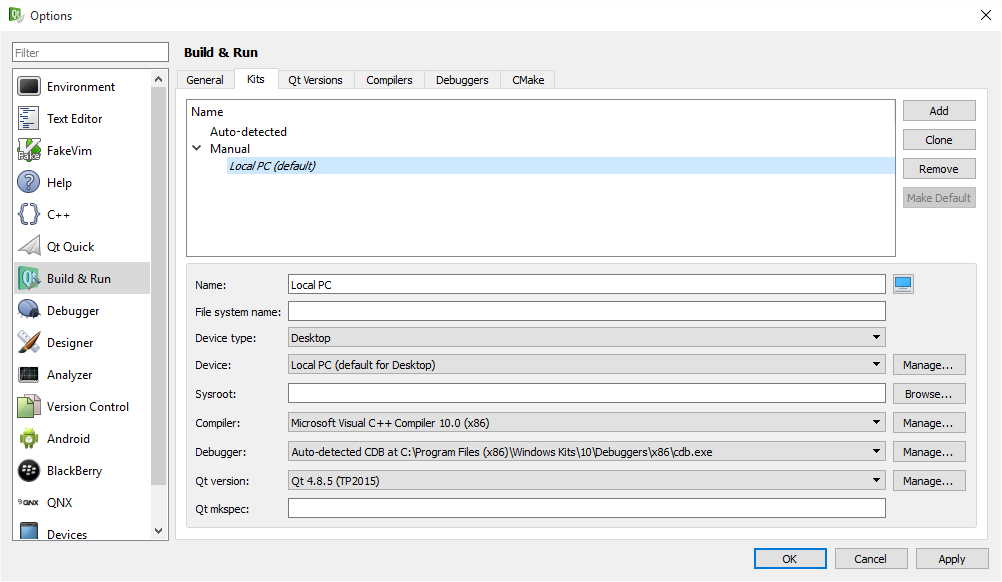 Options
Filter
Environment
Text Editor
FakeVim
Help
C++
Qt Quick
Build & Run
Debugger
Designer
Analyzer
Version Control
Android
BlackBerry
QNX
Devices
Build & Run
General Kits Qt Versions Compilers Debuggers CMake
Name
Auto-detected
Manual
Local PC (default)
Add
Clone
Remove
Make Default
Name: Local PC
File system name:
Device type: Desktop
Device: Local PC (default for Desktop) Manage...
Sysroot: Browse...
Compiler: Microsoft Visual C++ Compiler 10.0 (x86) Manage...
Debugger: Auto-detected CDB at C:\Program Files (x86)\Windows Kits\10\Debuggers\x86\cdb.exe Manage...
Qt version: Qt 4.8.5 (TP2015) Manage...
Qt mkspec:
OK Cancel Apply